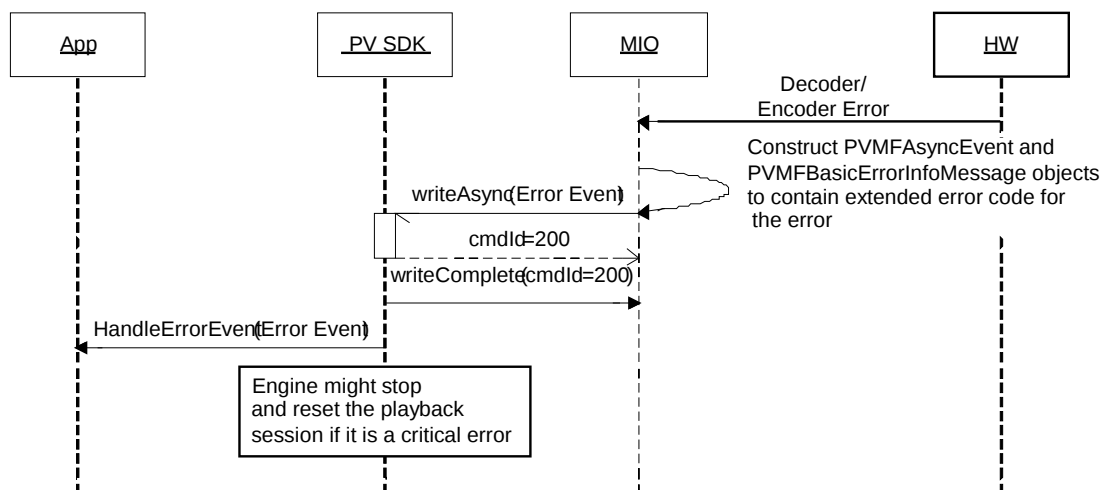 App
PV SDK
MIO
HW
Decoder/
Encoder Error
Construct PVMFAsyncEvent and
PVMFBasicErrorInfoMessage objects
to contain extended error code for
the error
writeAsync(Error Event)
cmdId=200
writeComplete(cmdId=200)
HandleErrorEvent(Error Event)
Engine might stop
and reset the playback
session if it is a critical error